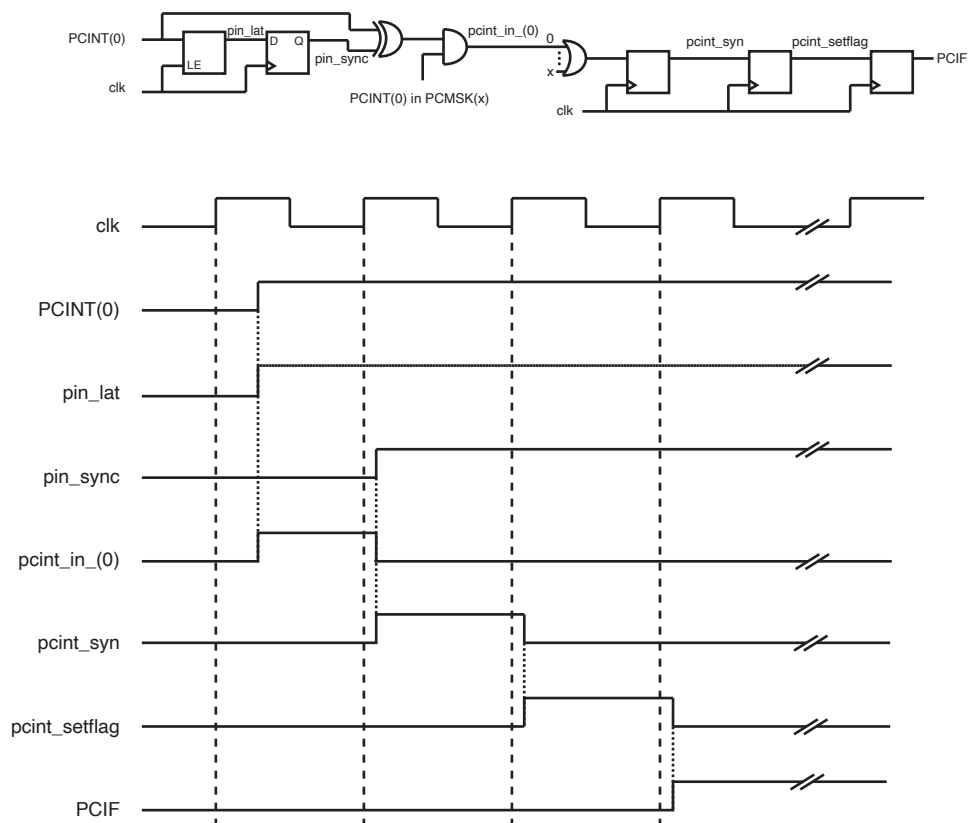 PCINT(0)
pin_lat
D Q
LE
clk
pin_sync
pcint_in_(0)
0
x
PCINT(0) in PCMSK(x)
clk
pcint_syn
pcint_setflag
PCIF
clk
PCINT(0)
pin_lat
pin_sync
pcint_in_(0)
pcint_syn
pcint_setflag
PCIF